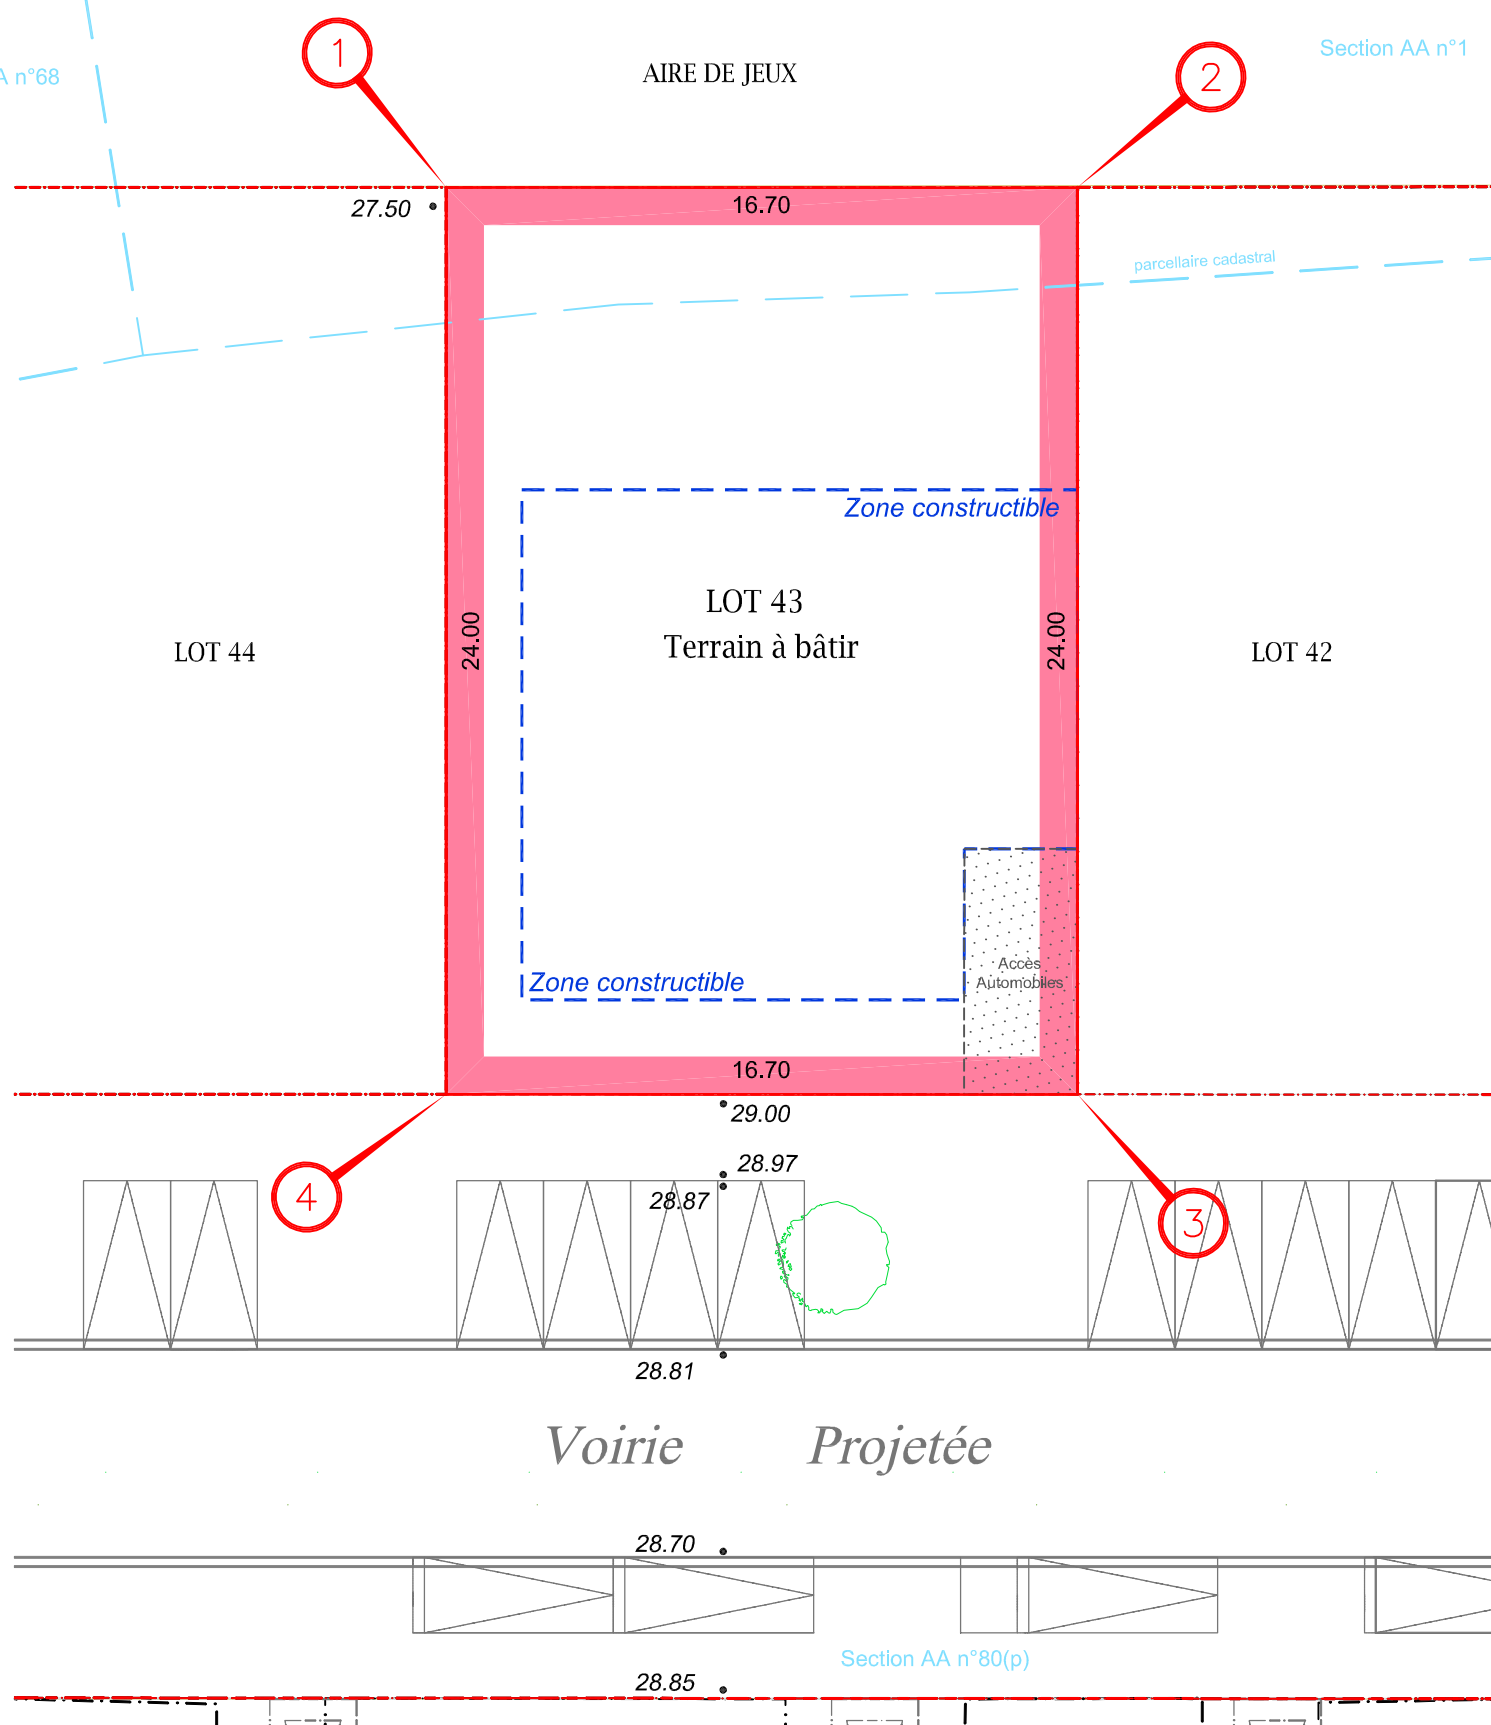 1
2
AIRE DE JEUX
Section AA n°1
A n°68
27.50
16.70
parcellaire cadastral
Zone constructible
LOT 43
Terrain à bâtir
24.00
24.00
LOT 44
LOT 42
Accès
Automobiles
Zone constructible
16.70
29.00
28.97
28.87
4
3
28.81
Voirie Projetée
28.70
Section AA n°80(p)
28.85